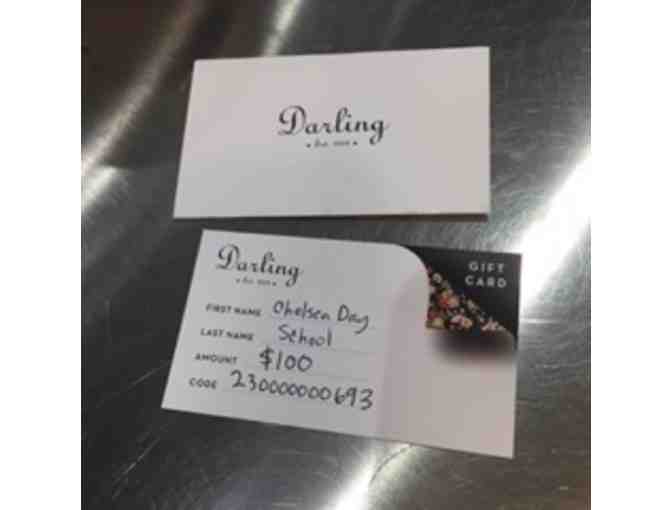 Darling
Darling
GIFT
CARD
FIRST NAME Chelsea Day
LAST NAME School
AMOUNT $100
CODE 230000000693